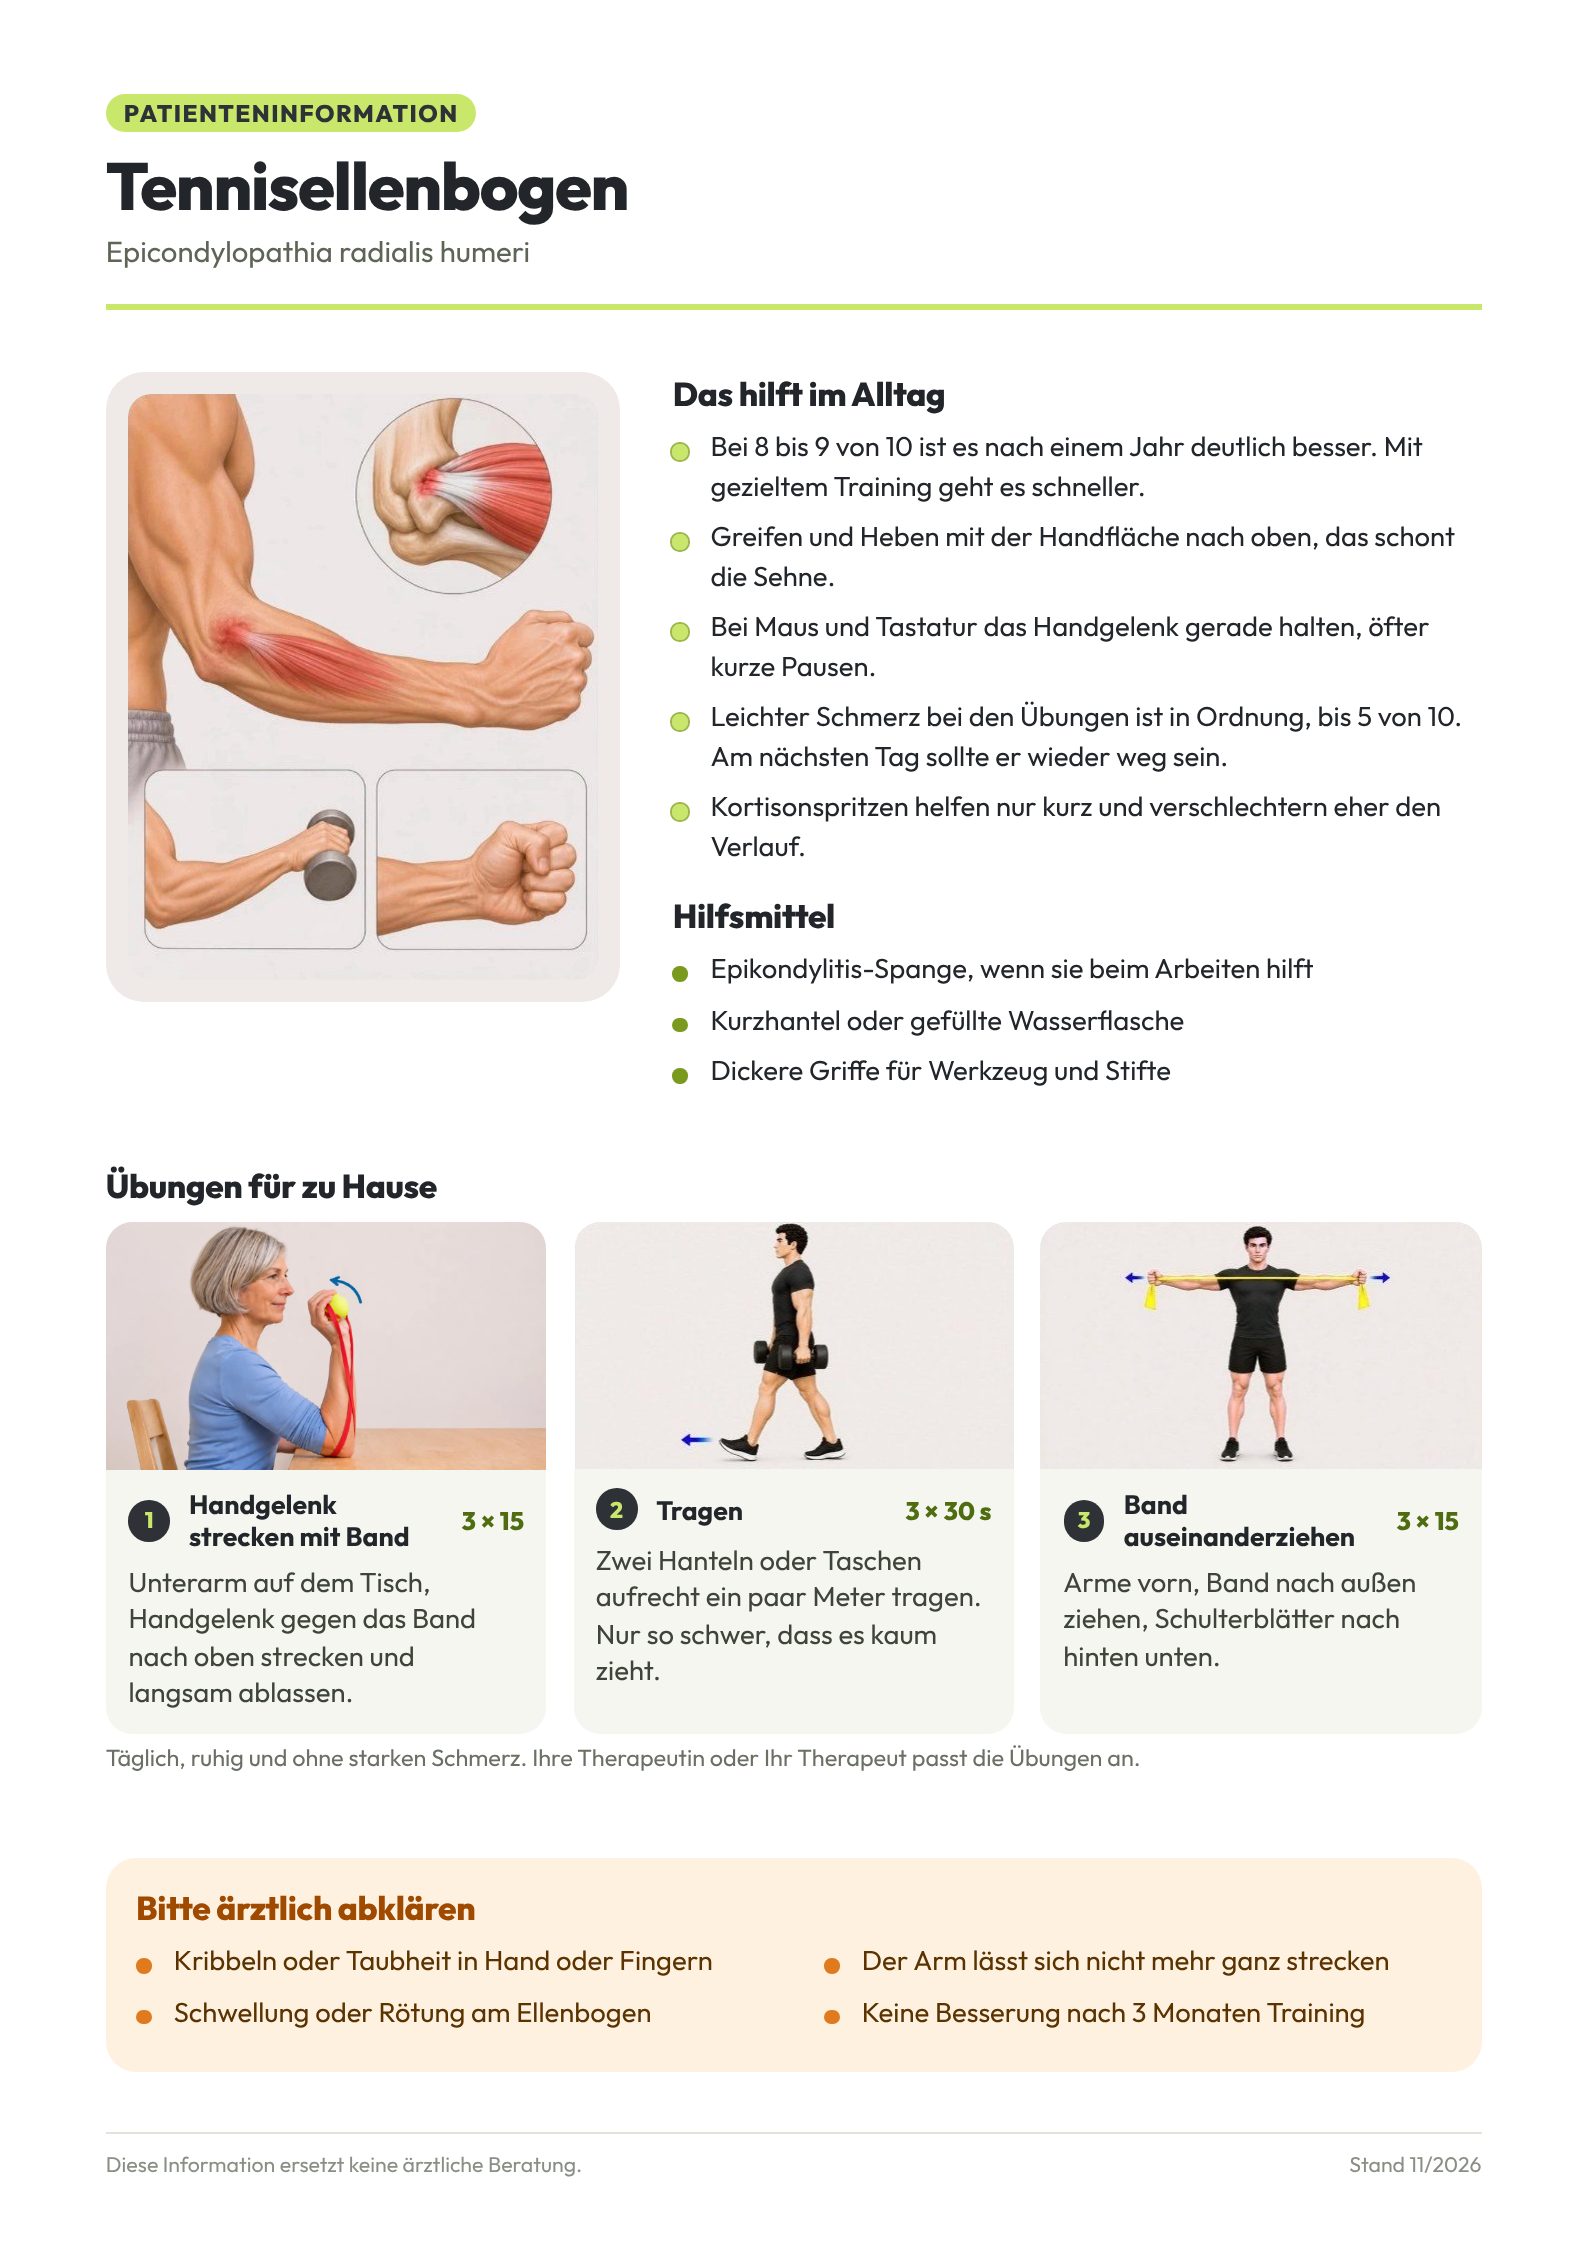 PATIENTENINFORMATION
Tennisellenbogen
Epicondylopathia radialis humeri
Das hilft im Alltag
Bei 8 bis 9 von 10 ist es nach einem Jahr deutlich besser. Mit
gezieltem Training geht es schneller.
Greifen und Heben mit der Handfläche nach oben, das schont
die Sehne.
Bei Maus und Tastatur das Handgelenk gerade halten, öfter
kurze Pausen.
Leichter Schmerz bei den Übungen ist in Ordnung, bis 5 von 10.
Am nächsten Tag sollte er wieder weg sein.
Kortisonspritzen helfen nur kurz und verschlechtern eher den
Verlauf.
Hilfsmittel
Epikondylitis-Spange, wenn sie beim Arbeiten hilft
Kurzhantel oder gefüllte Wasserflasche
Dickere Griffe für Werkzeug und Stifte
Übungen für zu Hause
1 Handgelenk
strecken mit Band 3 × 15
Unterarm auf dem Tisch,
Handgelenk gegen das Band
nach oben strecken und
langsam ablassen.
2 Tragen 3 × 30 s
Zwei Hanteln oder Taschen
aufrecht ein paar Meter tragen.
Nur so schwer, dass es kaum
zieht.
3 Band
auseinanderziehen 3 × 15
Arme vorn, Band nach außen
ziehen, Schulterblätter nach
hinten unten.
Täglich, ruhig und ohne starken Schmerz. Ihre Therapeutin oder Ihr Therapeut passt die Übungen an.
Bitte ärztlich abklären
Kribbeln oder Taubheit in Hand oder Fingern
Schwellung oder Rötung am Ellenbogen
Der Arm lässt sich nicht mehr ganz strecken
Keine Besserung nach 3 Monaten Training
Diese Information ersetzt keine ärztliche Beratung.
Stand 11/2026